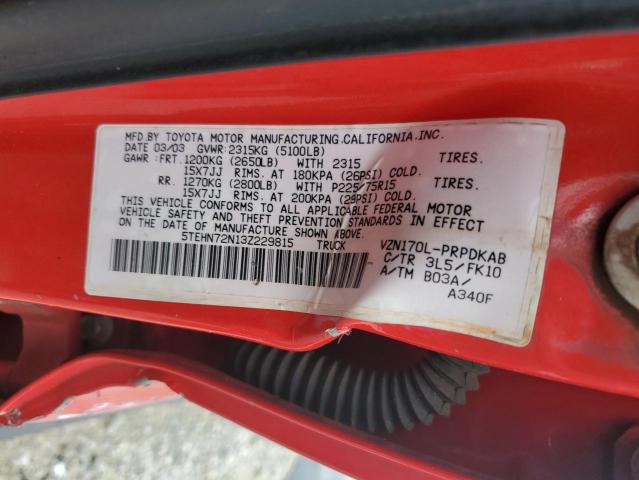 MFD.BY TOYOTA MOTOR MANUFACTURING.CALIFORNIA.INC.
DATE 03/03 GVWR:2315KG (5100LB)
GAWR :FRT.1200KG (2650LB) WITH 2315 TIRES.
15X7JJ RIMS. AT 180KPA (26PSI) COLD.
RR. 1270KG (2800LB) WITH P225/75R15 TIRES.
15X7JJ RIMS. AT 200KPA (29PSI) COLD.
THIS VEHICLE CONFORMS TO ALL APPLICABLE FEDERAL MOTOR
VEHICLE SAFETY AND THEFT PREVENTION STANDARDS IN EFFECT
ON THE DATE OF MANUFACTURE SHOWN ABOVE.
5TEHN72N13Z229815 TRUCK VZN170L-PRPDKAB
C/TR 3L5/FK10
A/TM B03A/
A340F